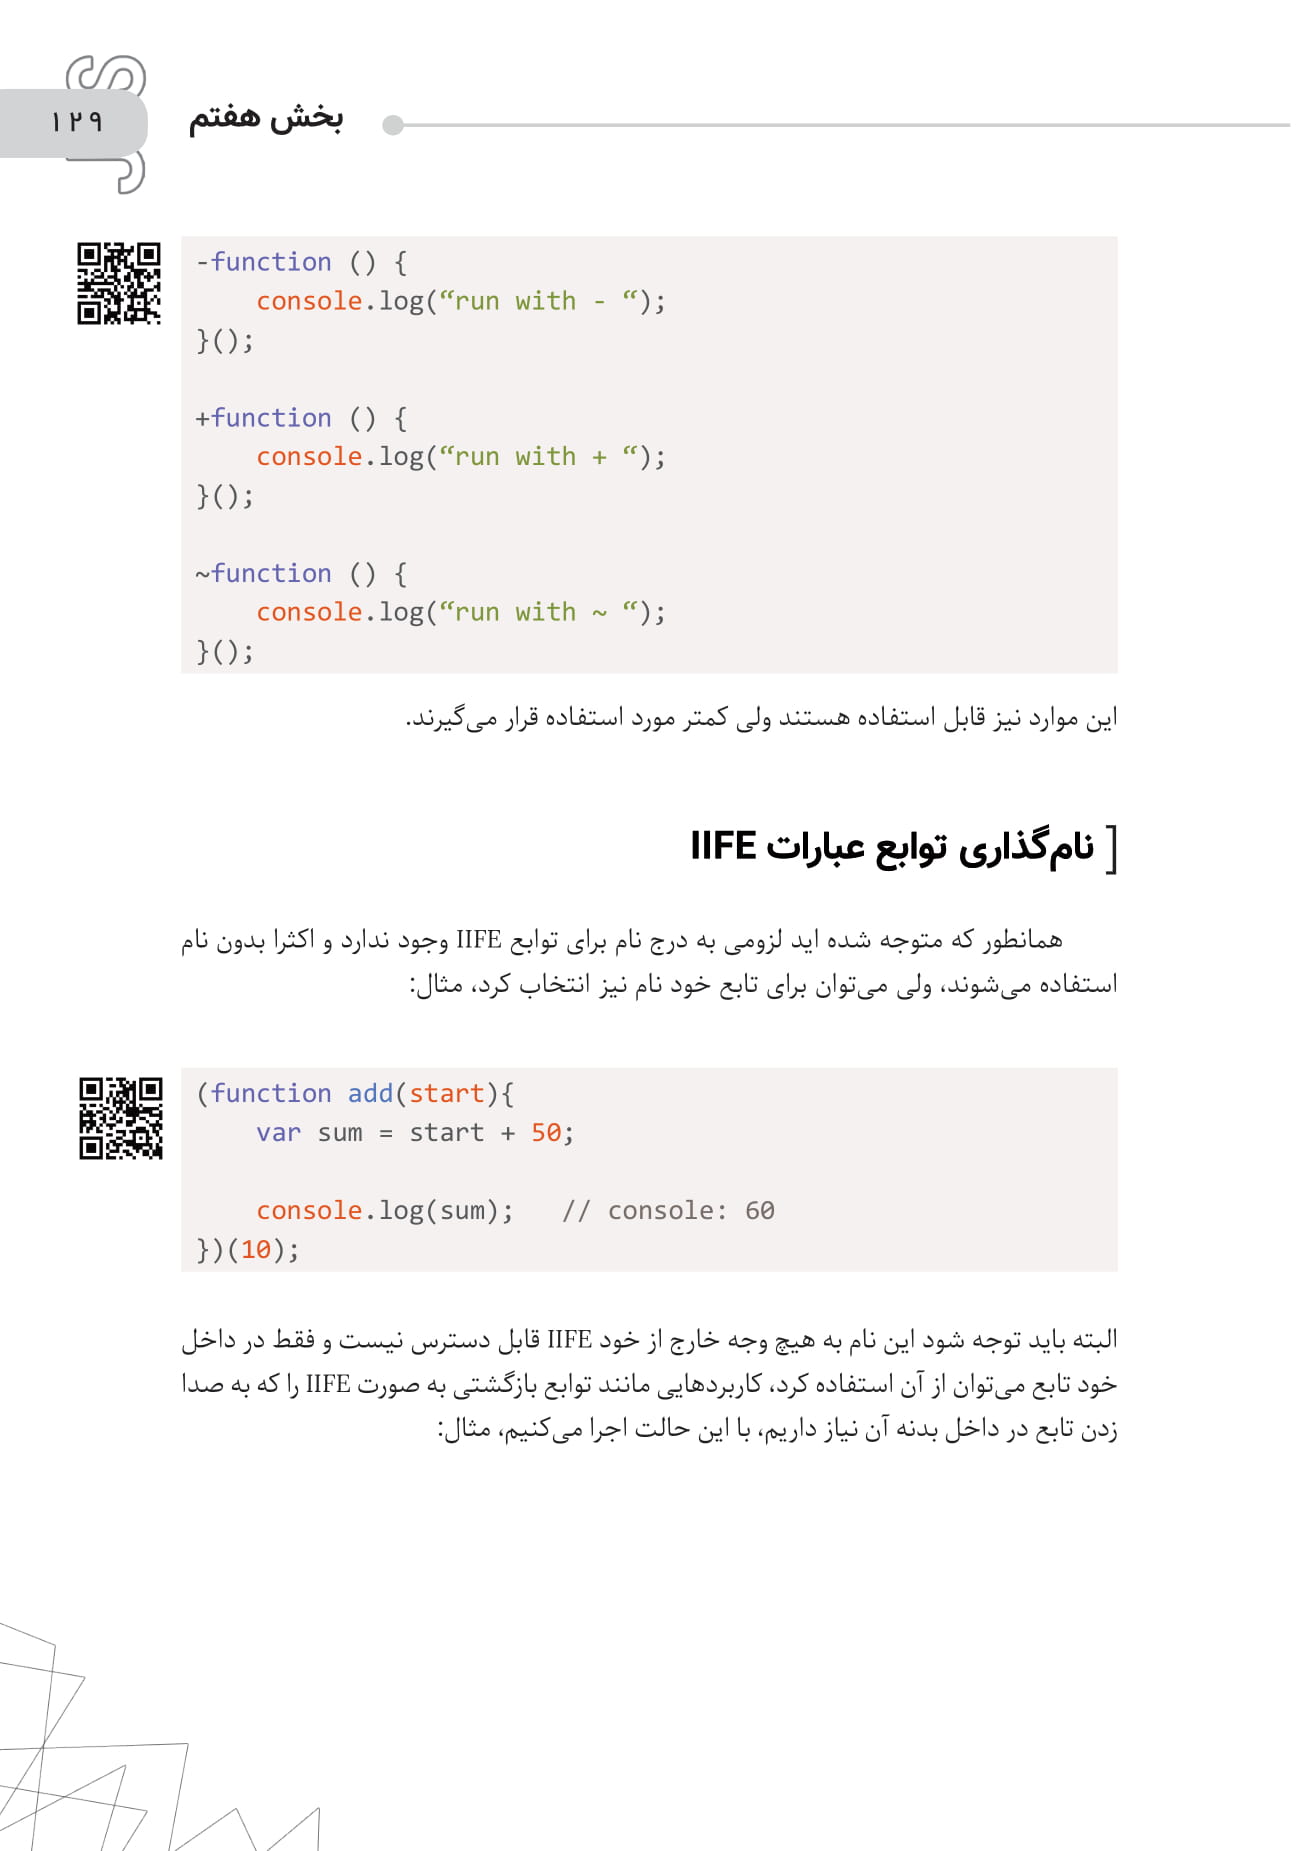 JS
۱۲۹
بخش هفتم
-function () {
    console.log(“run with - “);
}();
+function () {
    console.log(“run with + “);
}();
~function () {
    console.log(“run with ~ “);
}();
این موارد نیز قابل استفاده هستند ولی کمتر مورد استفاده قرار می‌گیرند.
[ نام‌گذاری توابع عبارات IIFE
همانطور که متوجه شده اید لزومی به درج نام برای توابع IIFE وجود ندارد و اکثرا بدون نام
استفاده می‌شوند، ولی می‌توان برای تابع خود نام نیز انتخاب کرد، مثال:
(function add(start){
    var sum = start + 50;
    console.log(sum);   // console: 60
})(10);
البته باید توجه شود این نام به هیچ وجه خارج از خود IIFE قابل دسترس نیست و فقط در داخل
خود تابع می‌توان از آن استفاده کرد، کاربردهایی مانند توابع بازگشتی به صورت IIFE را که به صدا
زدن تابع در داخل بدنه آن نیاز داریم، با این حالت اجرا می‌کنیم، مثال: